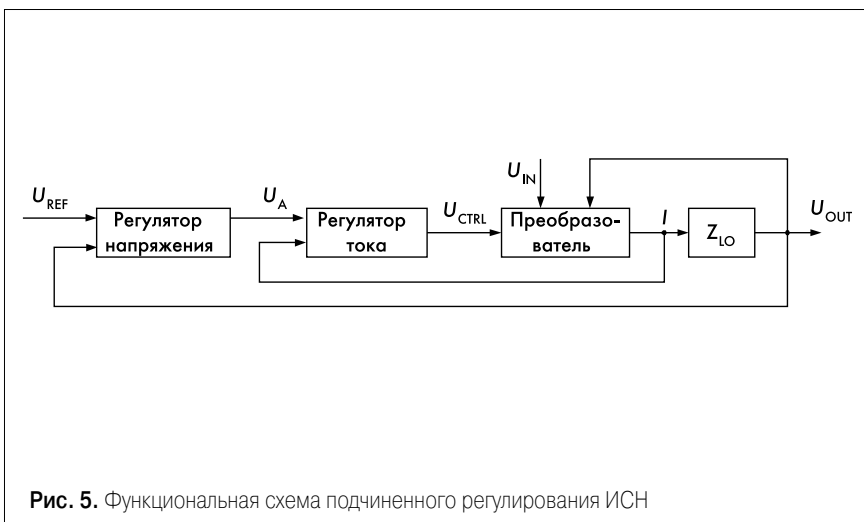 U_IN
U_REF
U_A
U_CTRL
I
U_OUT
Регулятор
напряжения
Регулятор
тока
Преобразо-
ватель
Z_LO
Рис. 5. Функциональная схема подчиненного регулирования ИСН